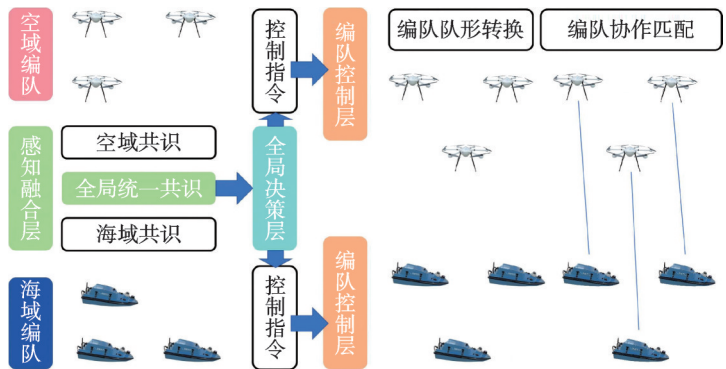 空域编队
感知融合层
海域编队
空域共识
全局统一共识
海域共识
控制指令
全局决策层
控制指令
编队控制层
编队控制层
编队队形转换
编队协作匹配